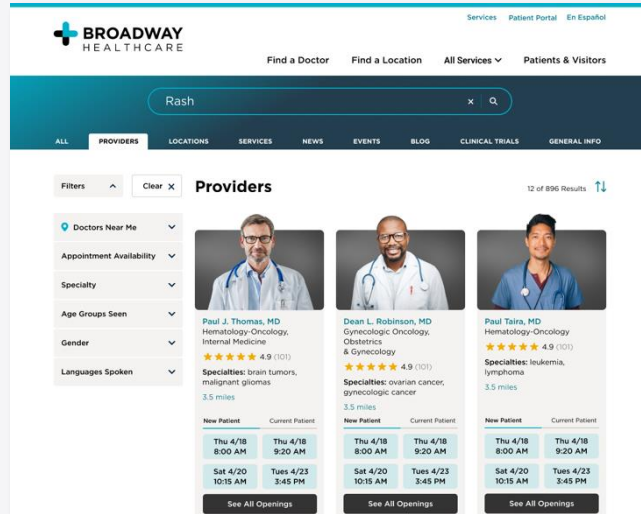 Services Patient Portal En Español
BROADWAY
HEALTHCARE
Find a Doctor Find a Location All Services Patients & Visitors
Rash
ALL PROVIDERS LOCATIONS SERVICES NEWS EVENTS BLOG CLINICAL TRIALS GENERAL INFO
Filters Clear X
Providers
12 of 896 Results
Doctors Near Me
Appointment Availability
Specialty
Age Groups Seen
Gender
Languages Spoken
Paul J. Thomas, MD
Hematology-Oncology,
Internal Medicine
4.9 (101)
Specialties: brain tumors,
malignant gliomas
3.5 miles
New Patient Current Patient
Thu 4/18 Thu 4/18
8:00 AM 9:20 AM
Sat 4/20 Tues 4/23
10:15 AM 3:45 PM
See All Openings
Dean L. Robinson, MD
Gynecologic Oncology,
Obstetrics
& Gynecology
4.9 (101)
Specialties: ovarian cancer,
gynecologic cancer
3.5 miles
New Patient Current Patient
Thu 4/18 Thu 4/18
8:00 AM 9:20 AM
Sat 4/20 Tues 4/23
10:15 AM 3:45 PM
See All Openings
Paul Taira, MD
Hematology-Oncology
4.9 (101)
Specialties: leukemia,
lymphoma
3.5 miles
New Patient Current Patient
Thu 4/18 Thu 4/18
8:00 AM 9:20 AM
Sat 4/20 Tues 4/23
10:15 AM 3:45 PM
See All Openings